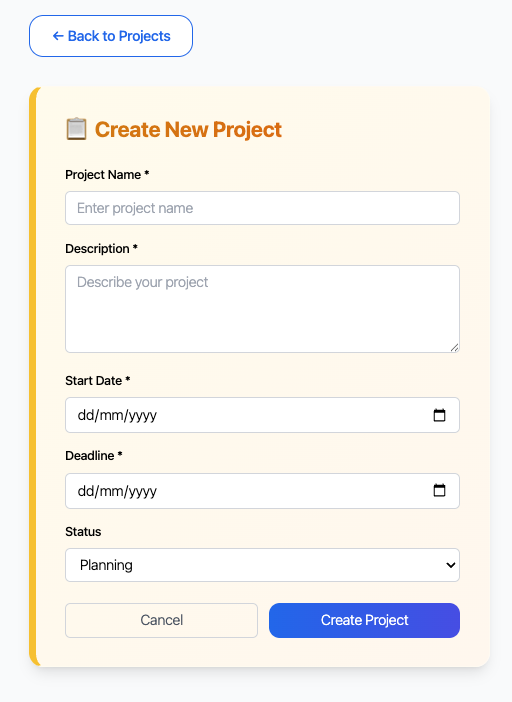 ← Back to Projects
📋 Create New Project
Project Name *
Enter project name
Description *
Describe your project
Start Date *
dd/mm/yyyy
Deadline *
dd/mm/yyyy
Status
Planning
Cancel Create Project